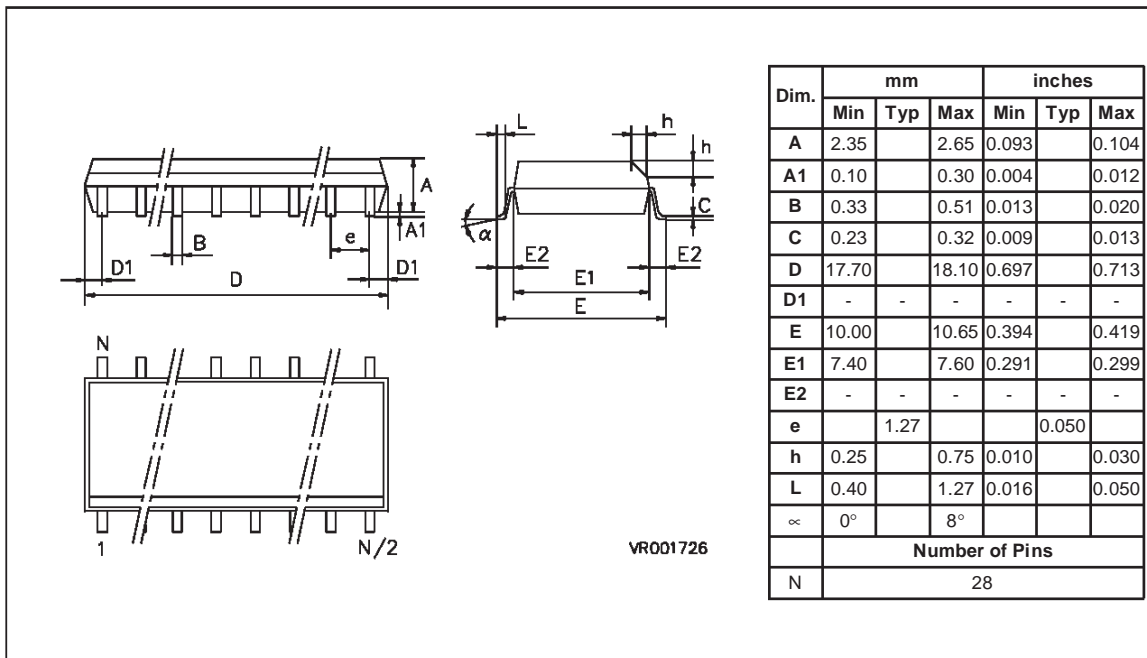 L
h
h
A
A1
C
α
B
e
D1
D1
D
E2
E2
E1
E
N
1
N/2
VR001726
Dim. mm inches
Min Typ Max Min Typ Max
A 2.35 2.65 0.093 0.104
A1 0.10 0.30 0.004 0.012
B 0.33 0.51 0.013 0.020
C 0.23 0.32 0.009 0.013
D 17.70 18.10 0.697 0.713
D1 - - - - - -
E 10.00 10.65 0.394 0.419
E1 7.40 7.60 0.291 0.299
E2 - - - - - -
e 1.27 0.050
h 0.25 0.75 0.010 0.030
L 0.40 1.27 0.016 0.050
∝ 0° 8°
Number of Pins
N 28